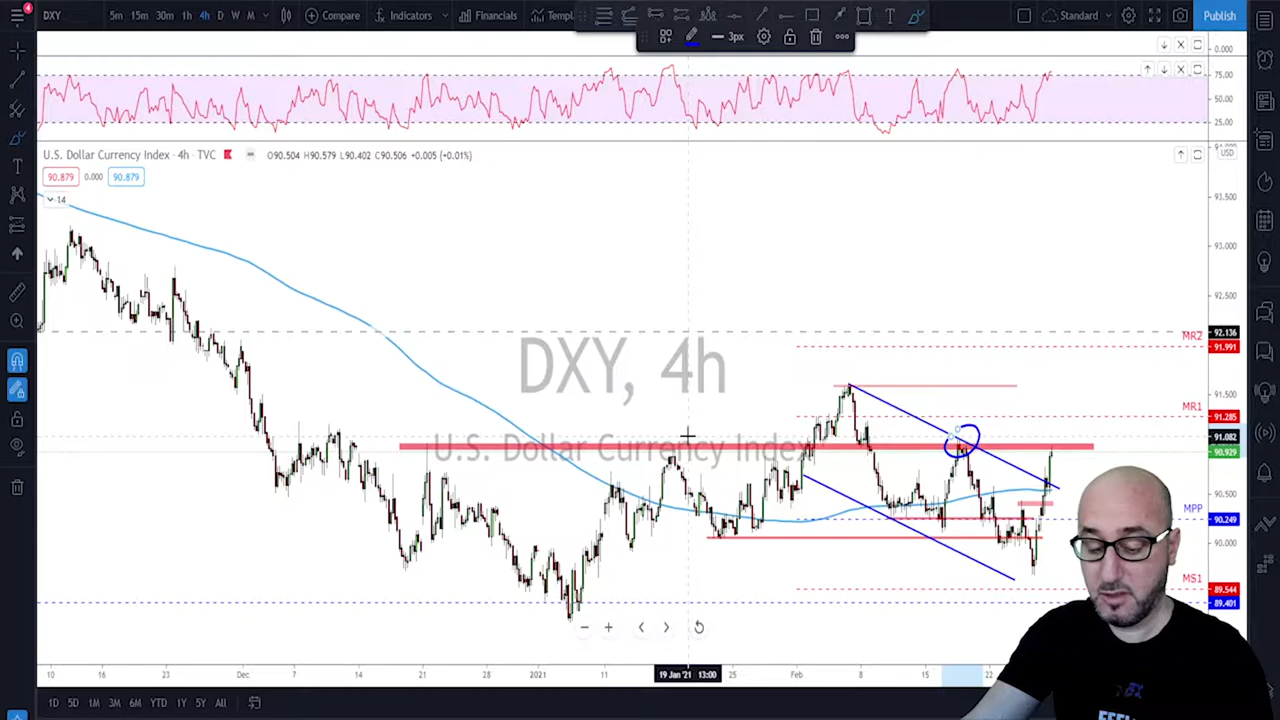 4
DXY 5m 15m 30m 1h 4h D W M Compare Indicators Financials Templ Standard Publish
3px
0.000
75.00
50.00
25.00
U.S. Dollar Currency Index · 4h · TVC O90.504 H90.579 L90.402 C90.506 +0.005 (+0.01%)
USD
90.879 0.000 90.879
14
93.500
93.000
92.500
MR2 92.136
91.991
DXY, 4h
U.S. Dollar Currency Index
91.500
MR1 91.285
91.082
90.929
90.500
MPP 90.249
90.000
MS1 89.544
89.401
10 16 23 Dec 7 14 21 28 2021 11 19 Jan '21 13:00 25 Feb 8 15 22
1D 5D 1M 3M 6M YTD 1Y 5Y All